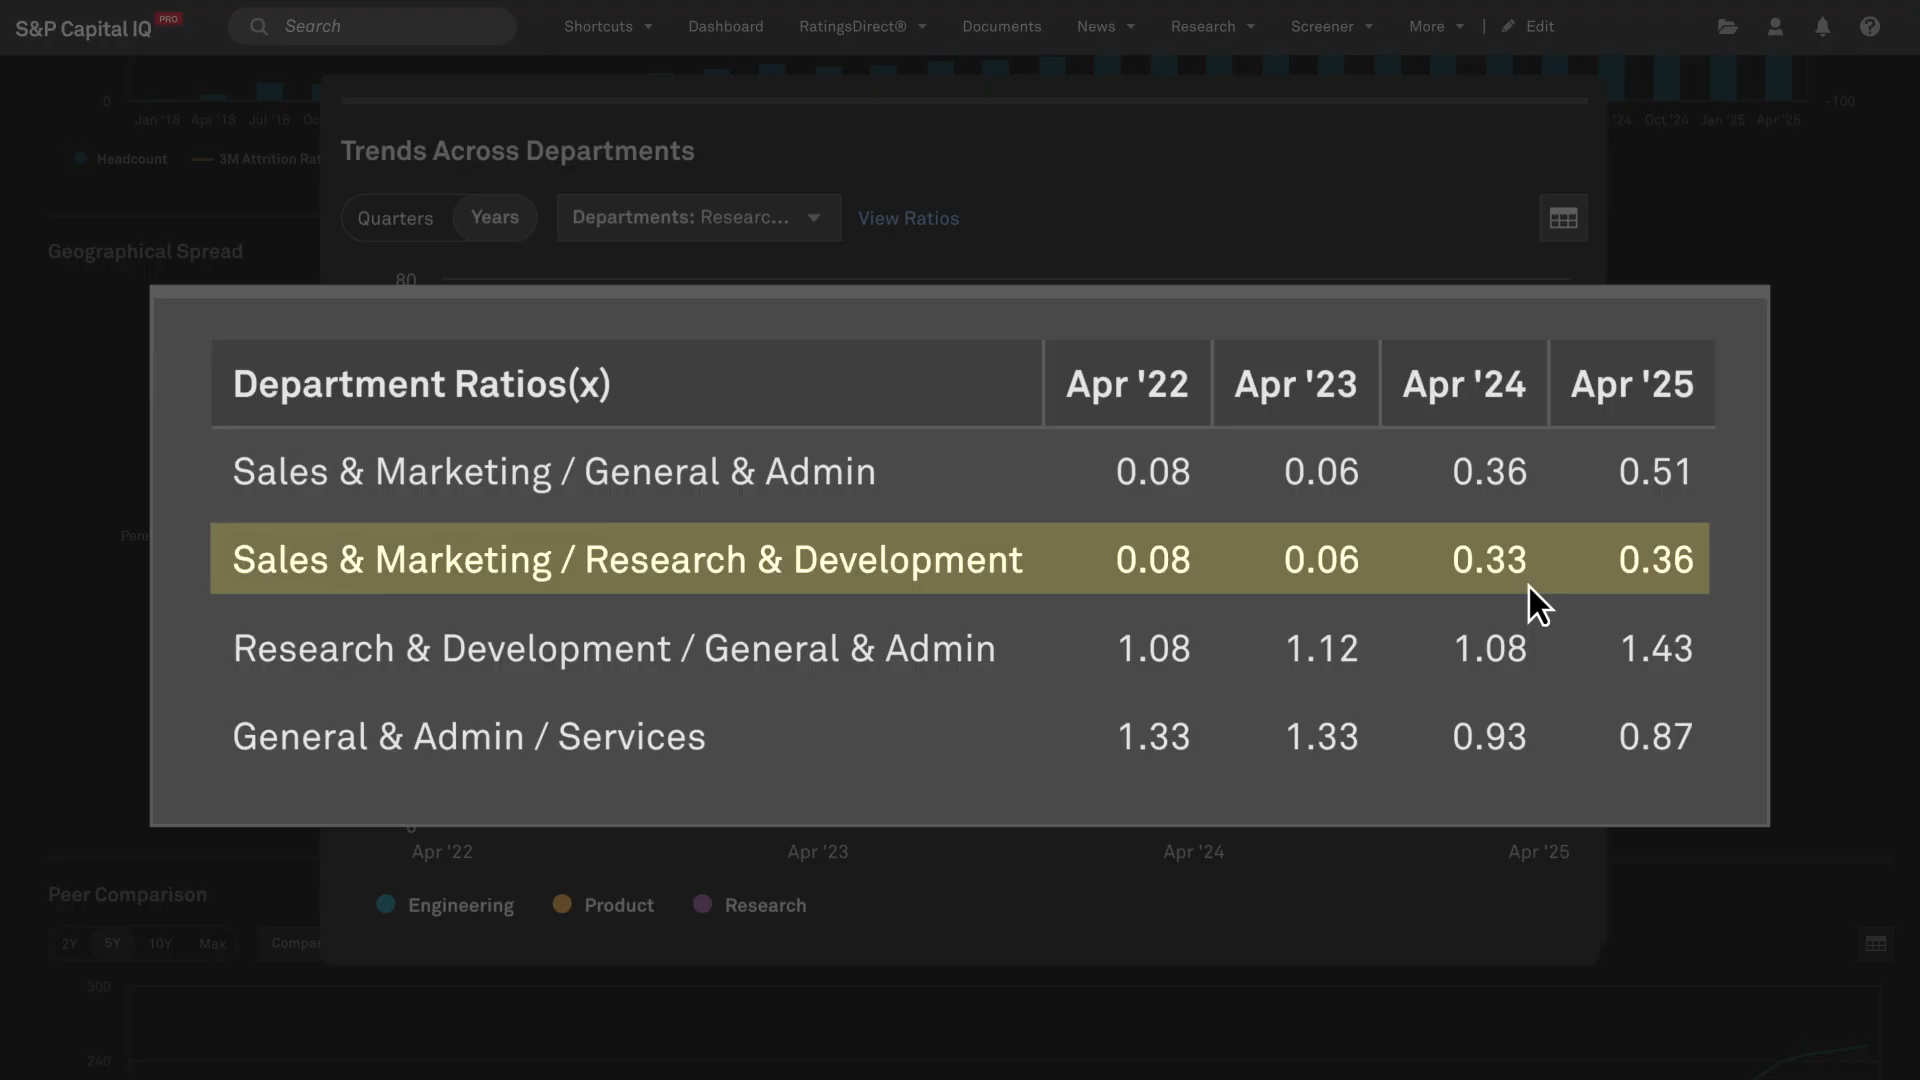 S&P Capital IQ PRO
Search
Shortcuts Dashboard RatingsDirect® Documents News Research Screener More | Edit
0 -100
Jan '18 Apr '18 Jul '18 '24 Oct '24 Jan '25 Apr '25
Headcount 3M Attrition
Trends Across Departments
Quarters Years Departments: Researc... View Ratios
Geographical Spread
80
Department Ratios(x) Apr '22 Apr '23 Apr '24 Apr '25
Sales & Marketing / General & Admin 0.08 0.06 0.36 0.51
Sales & Marketing / Research & Development 0.08 0.06 0.33 0.36
Research & Development / General & Admin 1.08 1.12 1.08 1.43
General & Admin / Services 1.33 1.33 0.93 0.87
0
Apr '22 Apr '23 Apr '24 Apr '25
Engineering Product Research
Peer Comparison
2Y 5Y 10Y Max
300
240